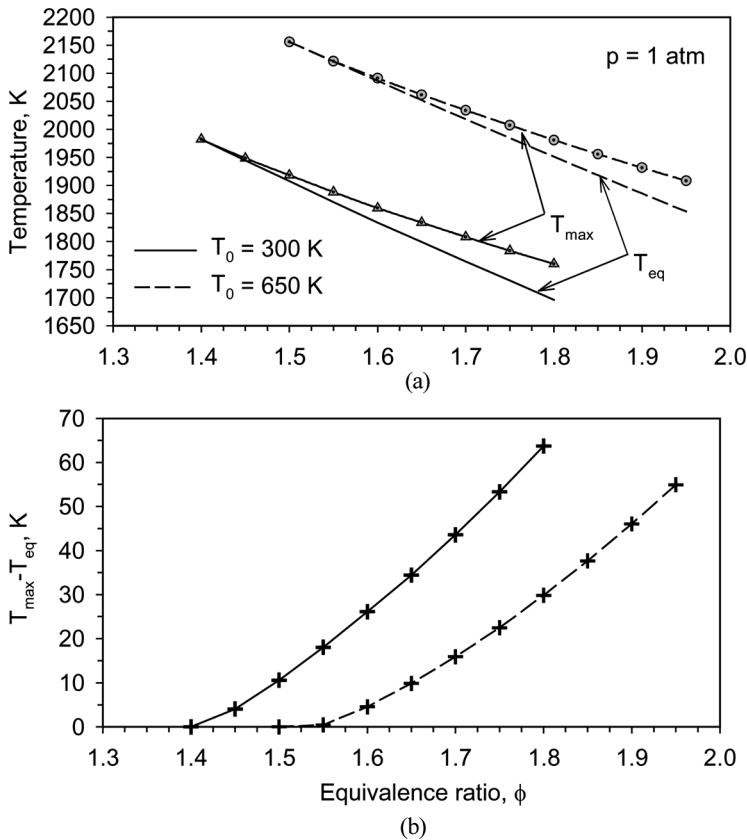 2200
2150
2100
2050
2000
1950
1900
1850
1800
1750
1700
1650
Temperature, K
p = 1 atm
T0 = 300 K
T0 = 650 K
Tmax
Teq
1.3 1.4 1.5 1.6 1.7 1.8 1.9 2.0
(a)
70
60
50
40
30
20
10
0
Tmax-Teq, K
1.3 1.4 1.5 1.6 1.7 1.8 1.9 2.0
Equivalence ratio, ϕ
(b)